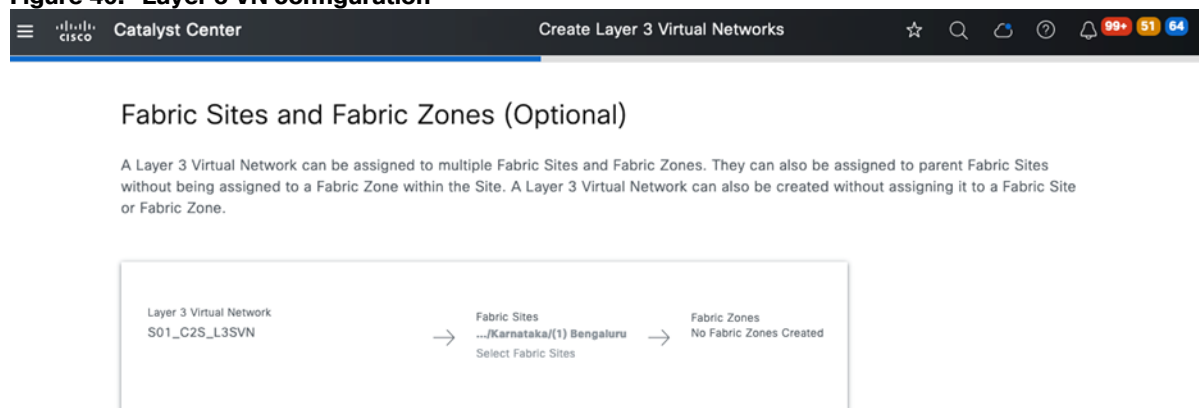 Figure 40. Layer 3 VN configuration
cisco Catalyst Center Create Layer 3 Virtual Networks 99+ 51 64
Fabric Sites and Fabric Zones (Optional)
A Layer 3 Virtual Network can be assigned to multiple Fabric Sites and Fabric Zones. They can also be assigned to parent Fabric Sites
without being assigned to a Fabric Zone within the Site. A Layer 3 Virtual Network can also be created without assigning it to a Fabric Site
or Fabric Zone.
Layer 3 Virtual Network
S01_C2S_L3SVN
Fabric Sites
.../Karnataka/(1) Bengaluru
Select Fabric Sites
Fabric Zones
No Fabric Zones Created